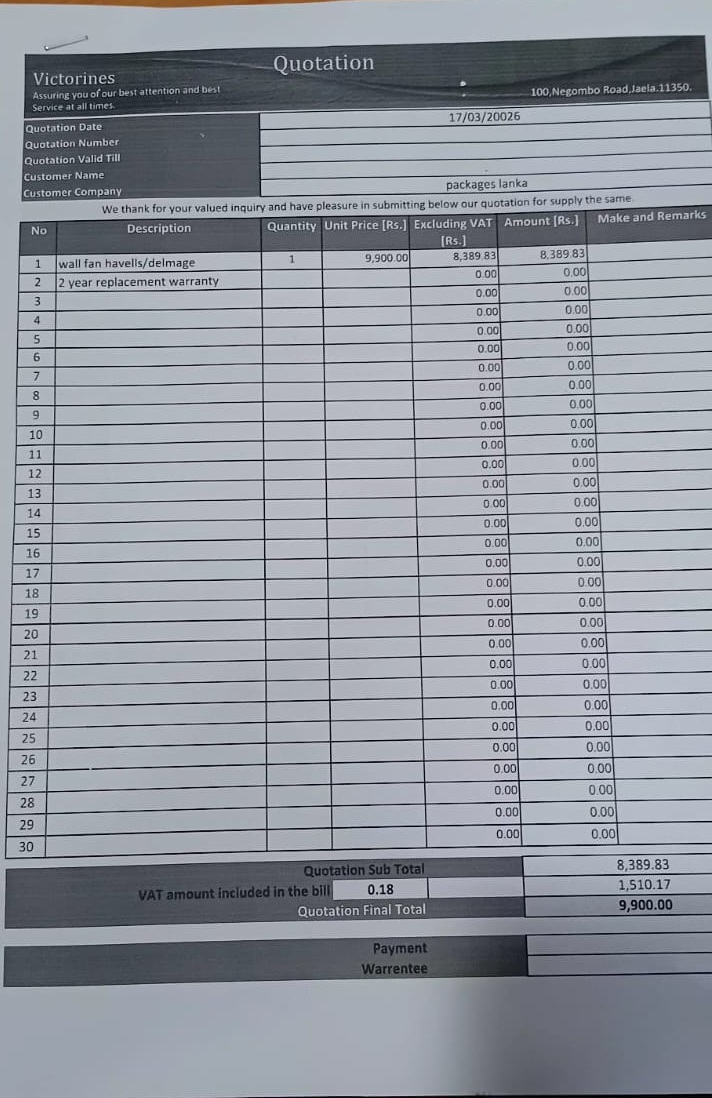 Quotation
Victorines
Assuring you of our best attention and best
Service at all times.
:
100,Negombo Road,Jaela.11350.
Quotation Date 17/03/20026
Quotation Number
Quotation Valid Till
Customer Name
Customer Company packages lanka
We thank for your valued inquiry and have pleasure in submitting below our quotation for supply the same.
No Description Quantity Unit Price [Rs.] Excluding VAT [Rs.] Amount [Rs.] Make and Remarks
1 wall fan havells/delmage 1 9,900.00 8,389.83 8,389.83
2 2 year replacement warranty 0.00 0.00
3 0.00 0.00
4 0.00 0.00
5 0.00 0.00
6 0.00 0.00
7 0.00 0.00
8 0.00 0.00
9 0.00 0.00
10 0.00 0.00
11 0.00 0.00
12 0.00 0.00
13 0.00 0.00
14 0.00 0.00
15 0.00 0.00
16 0.00 0.00
17 0.00 0.00
18 0.00 0.00
19 0.00 0.00
20 0.00 0.00
21 0.00 0.00
22 0.00 0.00
23 0.00 0.00
24 0.00 0.00
25 0.00 0.00
26 0.00 0.00
27 0.00 0.00
28 0.00 0.00
29 0.00 0.00
30 0.00 0.00
Quotation Sub Total 8,389.83
VAT amount included in the bill 0.18 1,510.17
Quotation Final Total 9,900.00
Payment
Warrentee